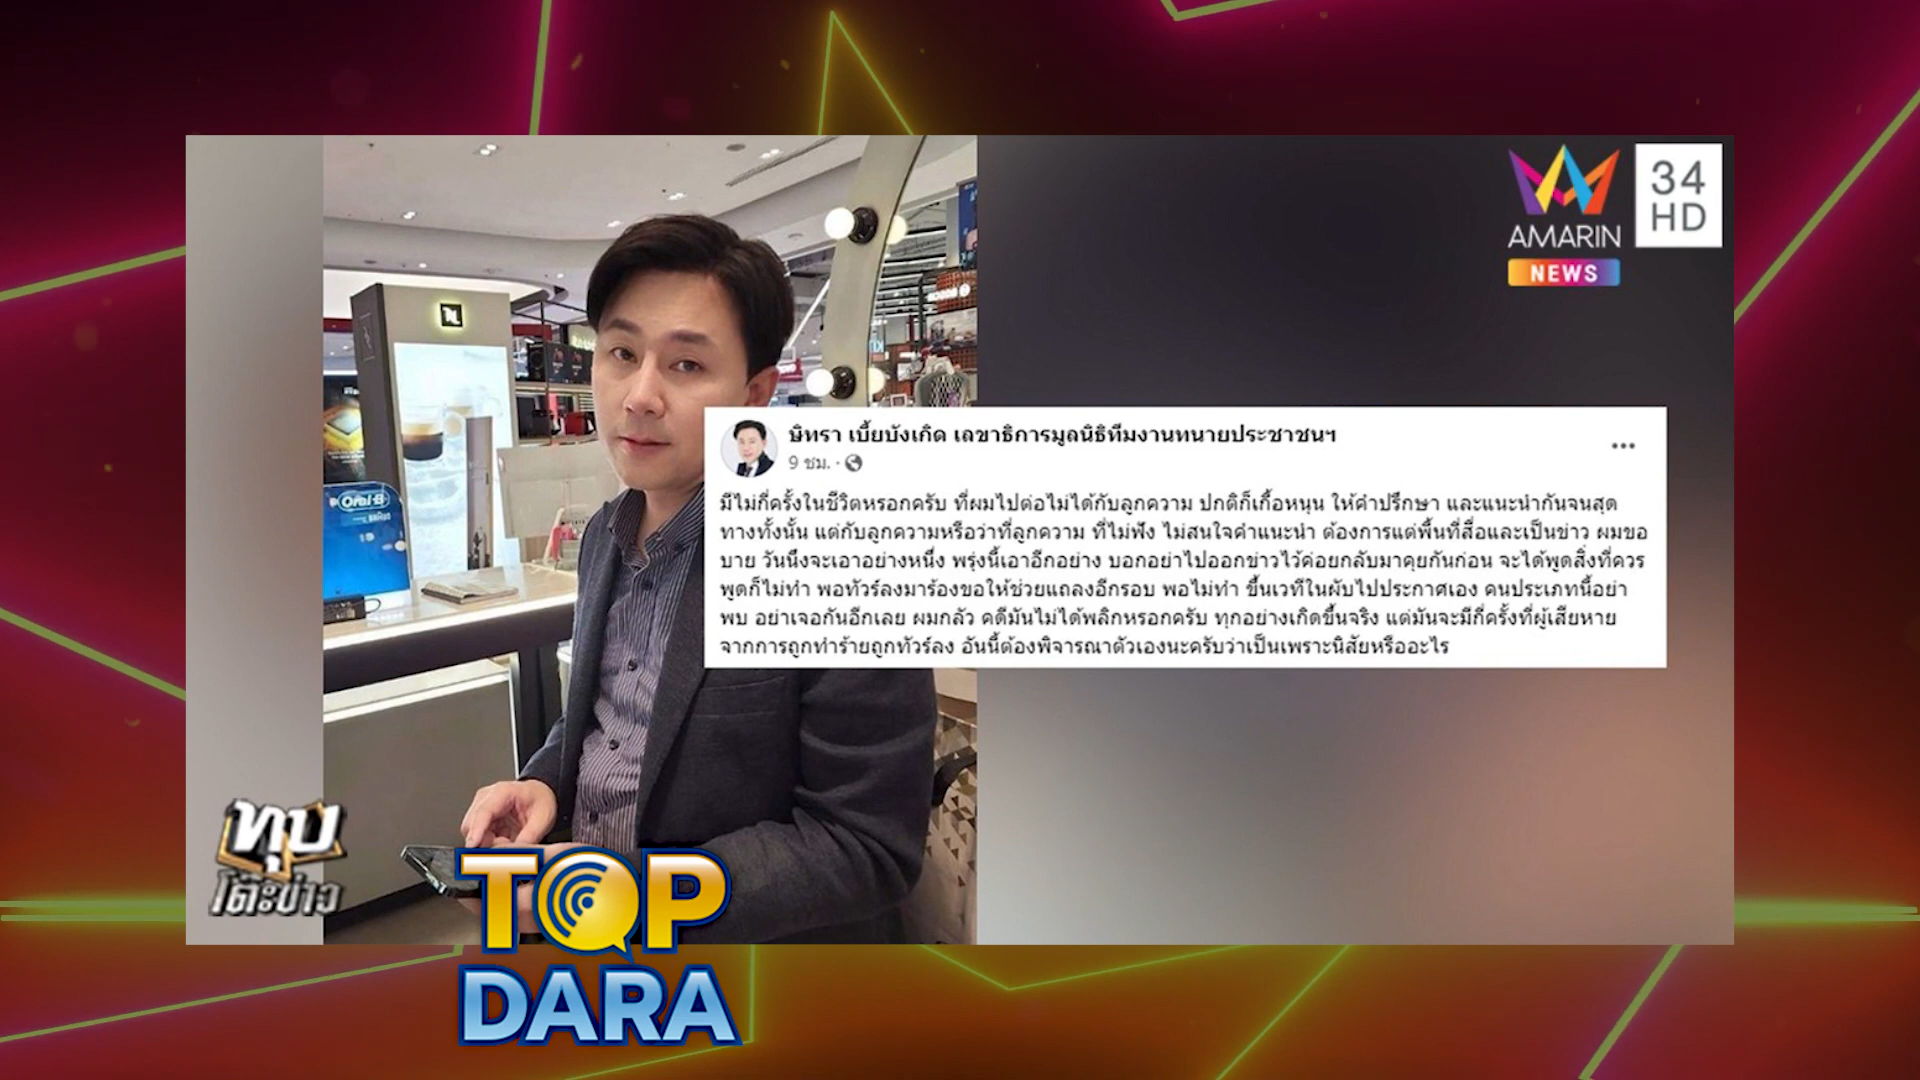 34
HD
AMARIN
NEWS
Oral-B
ษิทรา เบี้ยบังเกิด เลขาธิการมูลนิธิทีมงานทนายประชาชนฯ
9 ชม.
มีไม่กี่ครั้งในชีวิตหรอกครับ ที่ผมไปต่อไม่ได้กับลูกความ ปกติก็เกื้อหนุน ให้คำปรึกษา และแนะนำกันจนสุด
ทางทั้งนั้น แต่กับลูกความหรือว่าที่ลูกความ ที่ไม่ฟัง ไม่สนใจคำแนะนำ ต้องการแต่พื้นที่สื่อและเป็นข่าว ผมขอ
บาย วันนึงจะเอาอย่างหนึ่ง พรุ่งนี้เอาอีกอย่าง บอกอย่าไปออกข่าวไว้ค่อยกลับมาคุยกันก่อน จะได้พูดสิ่งที่ควร
พูดก็ไม่ทำ พอทัวร์ลงมาร้องขอให้ช่วยแถลงอีกรอบ พอไม่ทำ ขึ้นเวทีในผับไปประกาศเอง คนประเภทนี้อย่า
พบ อย่าเจอกันอีกเลย ผมกลัว คดีมันไม่ได้พลิกหรอกครับ ทุกอย่างเกิดขึ้นจริง แต่มันจะมีกี่ครั้งที่ผู้เสียหาย
จากการถูกทำร้ายถูกทัวร์ลง อันนี้ต้องพิจารณาตัวเองนะครับว่าเป็นเพราะนิสัยหรืออะไร
ทุบ
โต๊ะข่าว
TOP
DARA